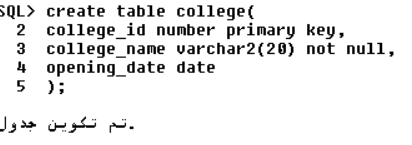 SQL> create table college(
2 college_id number primary key,
3 college_name varchar2(20) not null,
4 opening_date date
5 );
تم تكوين جدول.